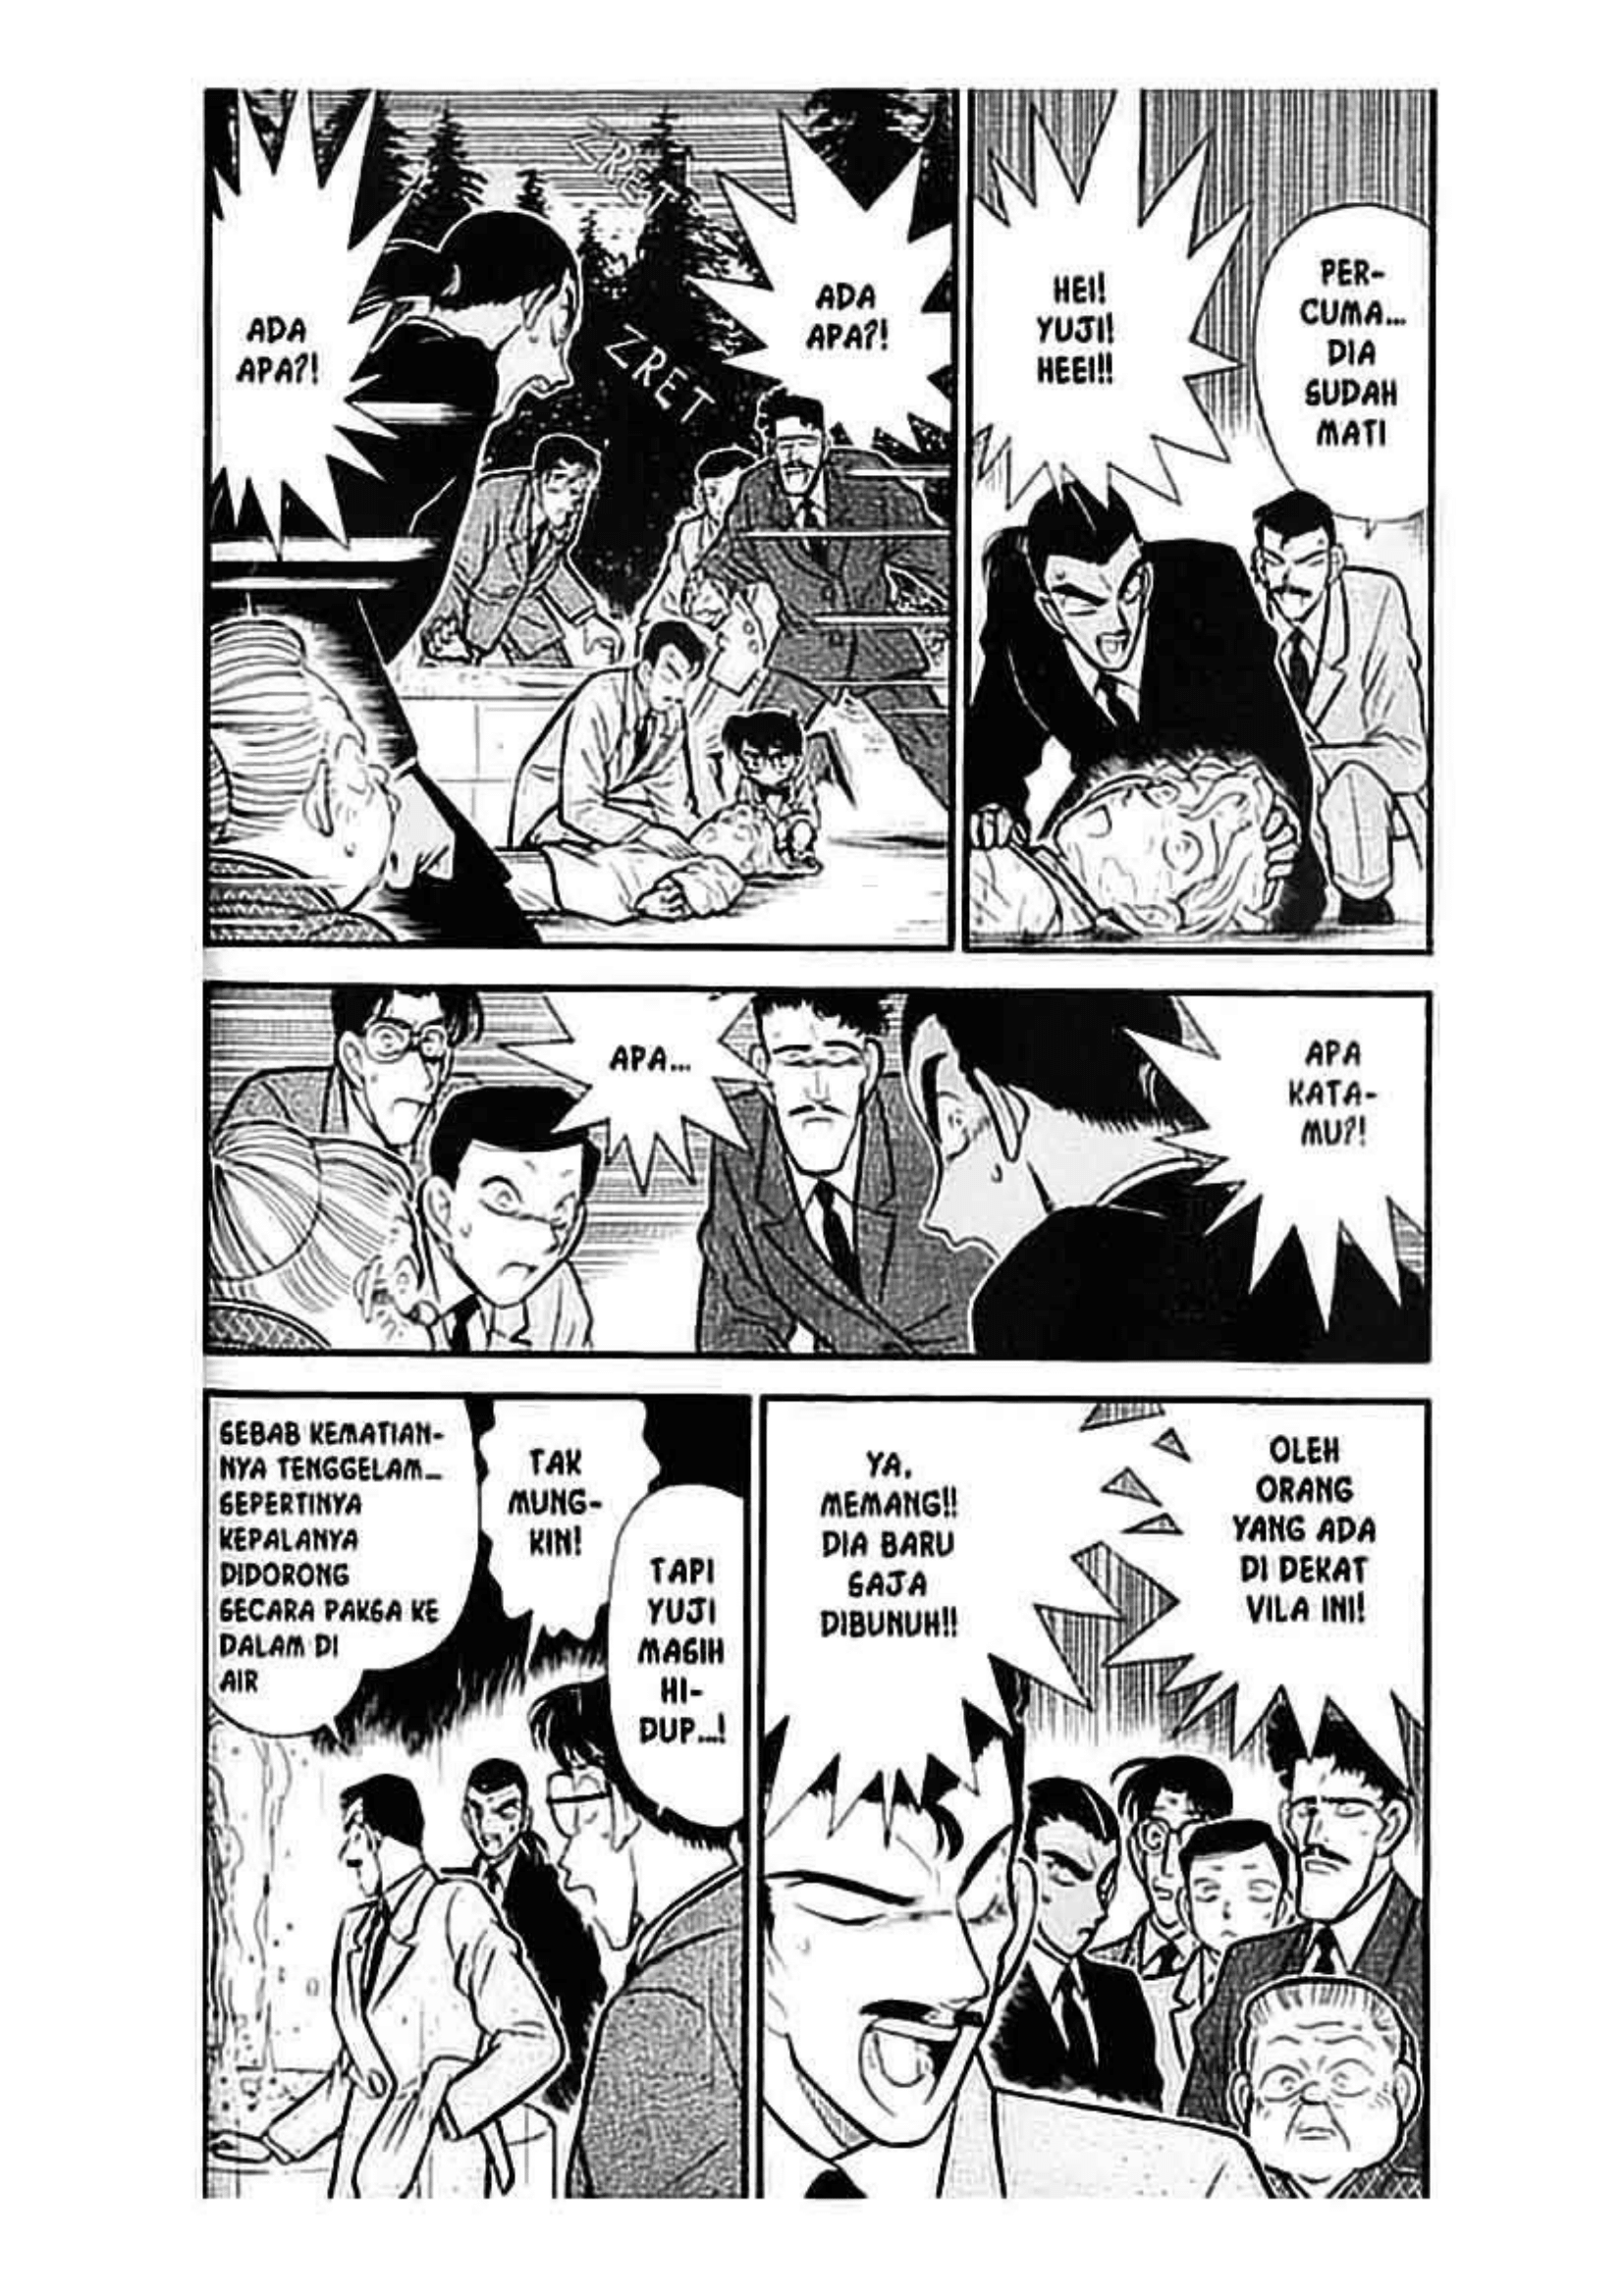 ADA
APA?!
ZRET
ZRET
ADA
APA?!
HEI!
YUJI!
HEEI!!
PER-
CUMA...
DIA
SUDAH
MATI
APA...
APA
KATA-
MU?!
SEBAB KEMATIAN-
NYA TENGGELAM...
SEPERTINYA
KEPALANYA
DIDORONG
SECARA PAKSA KE
DALAM DI
AIR
TAK
MUNG-
KIN!
TAPI
YUJI
MASIH
HI-
DUP...!
YA,
MEMANG!!
DIA BARU
SAJA
DIBUNUH!!
OLEH
ORANG
YANG ADA
DI DEKAT
VILA INI!